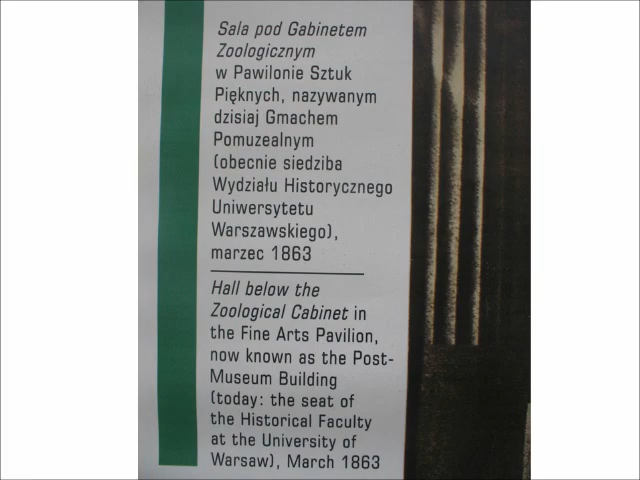 Sala pod Gabinetem
Zoologicznym
w Pawilonie Sztuk
Pięknych, nazywanym
dzisiaj Gmachem
Pomuzealnym
(obecnie siedziba
Wydziału Historycznego
Uniwersytetu
Warszawskiego),
marzec 1863
Hall below the
Zoological Cabinet in
the Fine Arts Pavilion,
now known as the Post-
Museum Building
(today: the seat of
the Historical Faculty
at the University of
Warsaw), March 1863